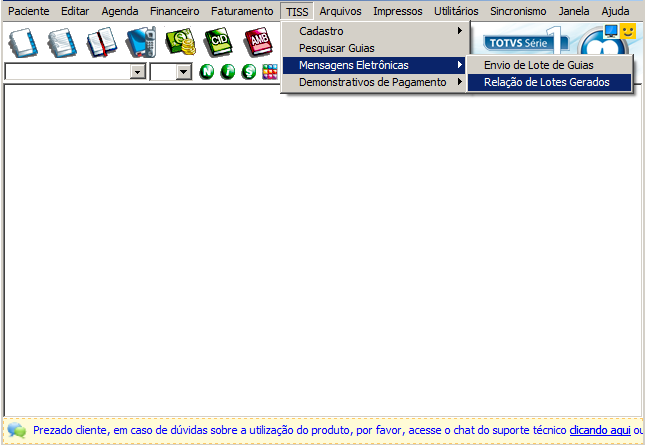 Paciente Editar Agenda Financeiro Faturamento TISS Arquivos Impressos Utilitários Sincronismo Janela Ajuda
Cadastro
Pesquisar Guias
Mensagens Eletrônicas
Demonstrativos de Pagamento
Envio de Lote de Guias
Relação de Lotes Gerados
CID
AMB
TOTVS Série 1
N
$
Prezado cliente, em caso de dúvidas sobre a utilização do produto, por favor, acesse o chat do suporte técnico clicando aqui ou